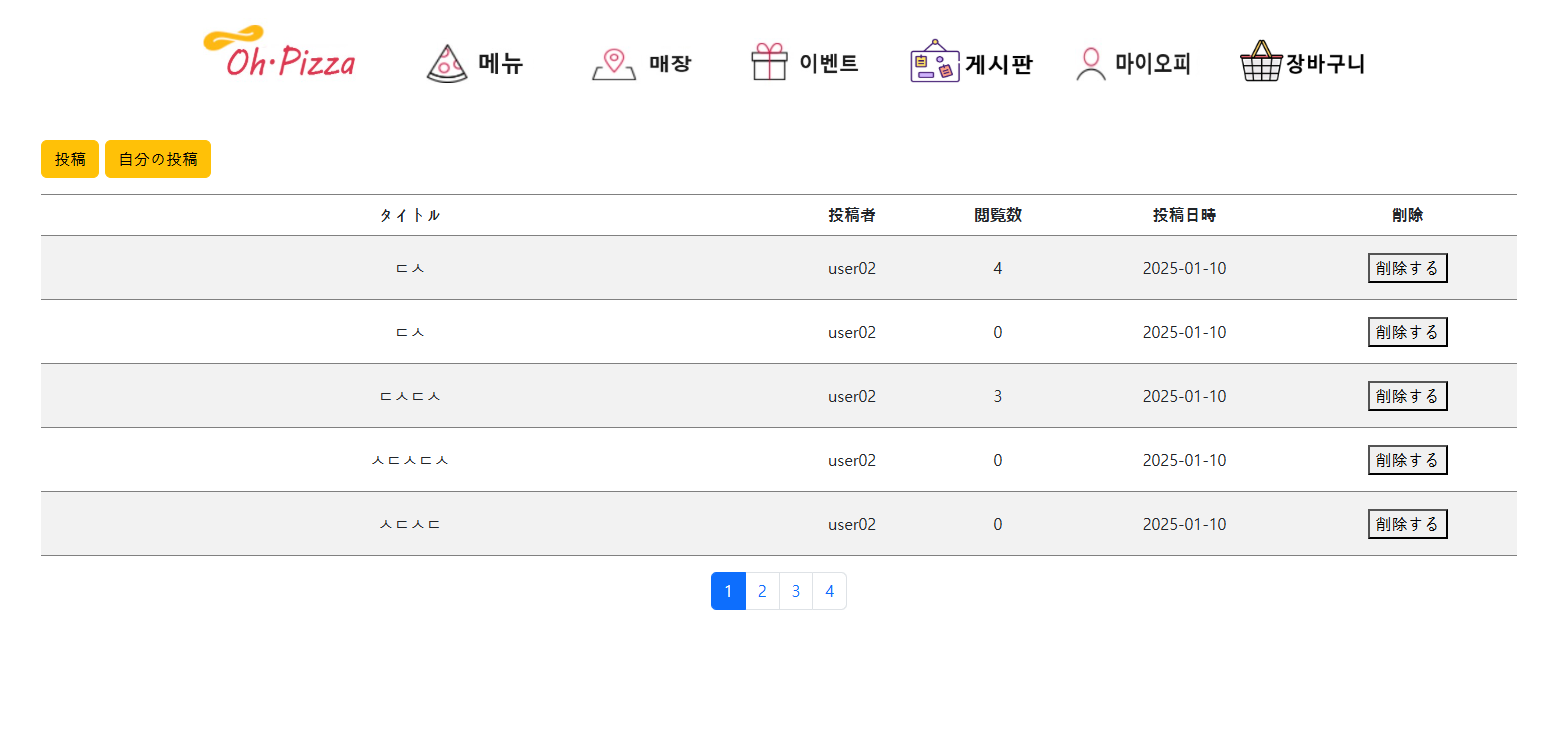 Oh·Pizza 메뉴 매장 이벤트 게시판 마이오피 장바구니
投稿 自分の投稿
タイトル 投稿者 閲覧数 投稿日時 削除
ㄷㅅ user02 4 2025-01-10 削除する
ㄷㅅ user02 0 2025-01-10 削除する
ㄷㅅㄷㅅ user02 3 2025-01-10 削除する
ㅅㄷㅅㄷㅅ user02 0 2025-01-10 削除する
ㅅㄷㅅㄷ user02 0 2025-01-10 削除する
1 2 3 4